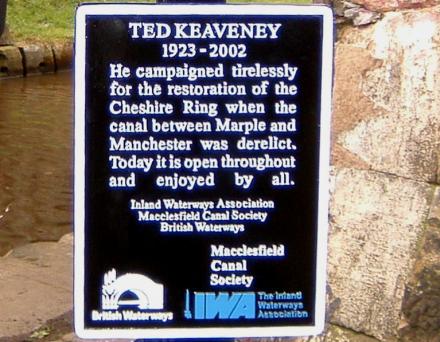 TED KEAVENEY
1923 - 2002
He campaigned tirelessly
for the restoration of the
Cheshire Ring when the
canal between Marple and
Manchester was derelict.
Today it is open throughout
and enjoyed by all.
Inland Waterways Association
Macclesfield Canal Society
British Waterways
Macclesfield
Canal
Society
British Waterways
IWA
The Inland
Waterways
Association